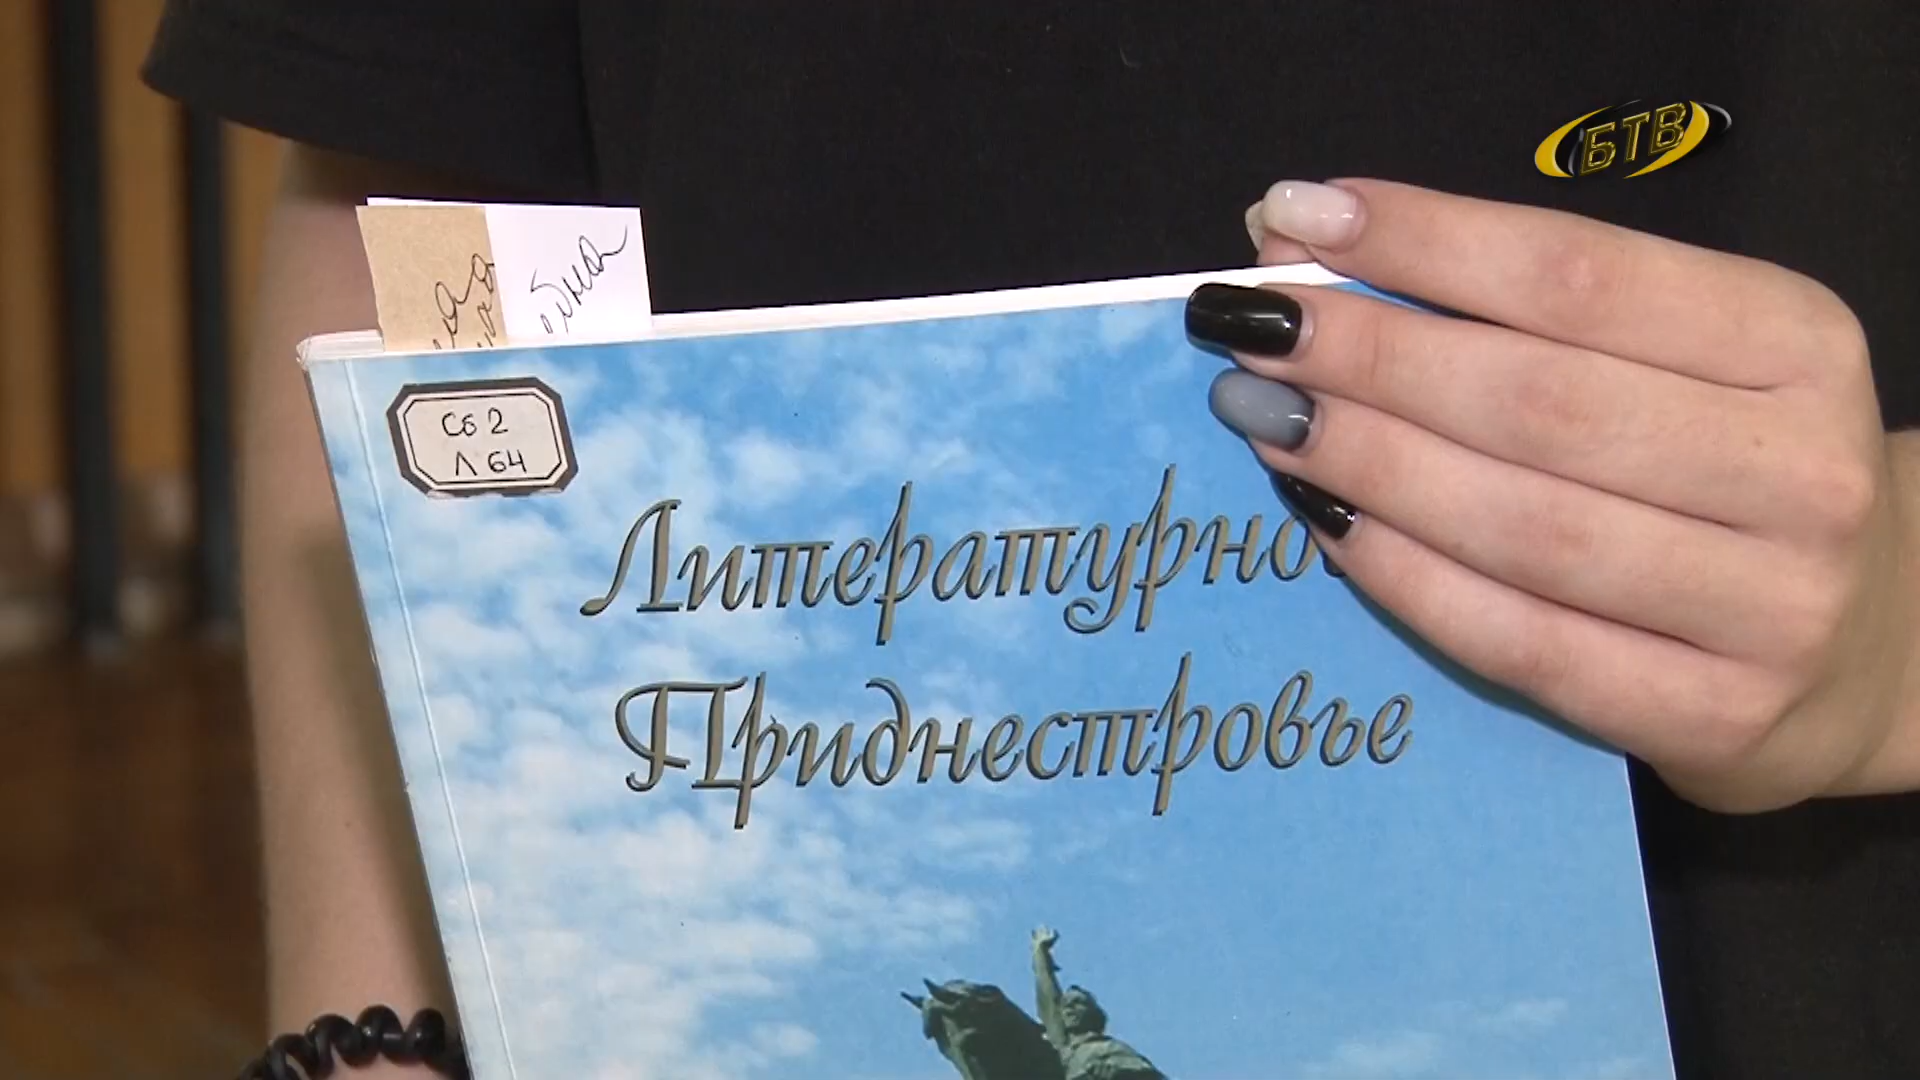 БТВ
Сб 2
Л 64
Литературно
Приднестровье